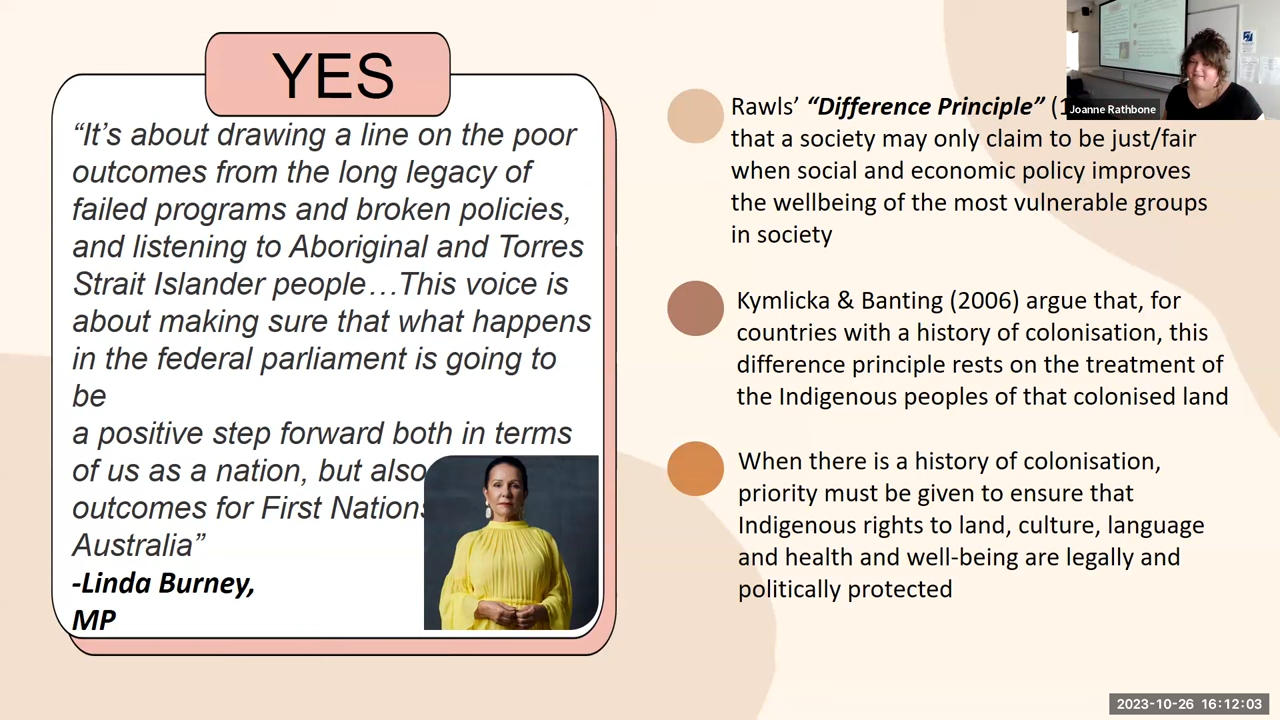 YES
“It’s about drawing a line on the poor
outcomes from the long legacy of
failed programs and broken policies,
and listening to Aboriginal and Torres
Strait Islander people…This voice is
about making sure that what happens
in the federal parliament is going to
be
a positive step forward both in terms
of us as a nation, but also
outcomes for First Nations
Australia”
-Linda Burney,
MP
Rawls’ “Difference Principle” (1
that a society may only claim to be just/fair
when social and economic policy improves
the wellbeing of the most vulnerable groups
in society
Kymlicka & Banting (2006) argue that, for
countries with a history of colonisation, this
difference principle rests on the treatment of
the Indigenous peoples of that colonised land
When there is a history of colonisation,
priority must be given to ensure that
Indigenous rights to land, culture, language
and health and well-being are legally and
politically protected
Joanne Rathbone
2023-10-26 16:12:03